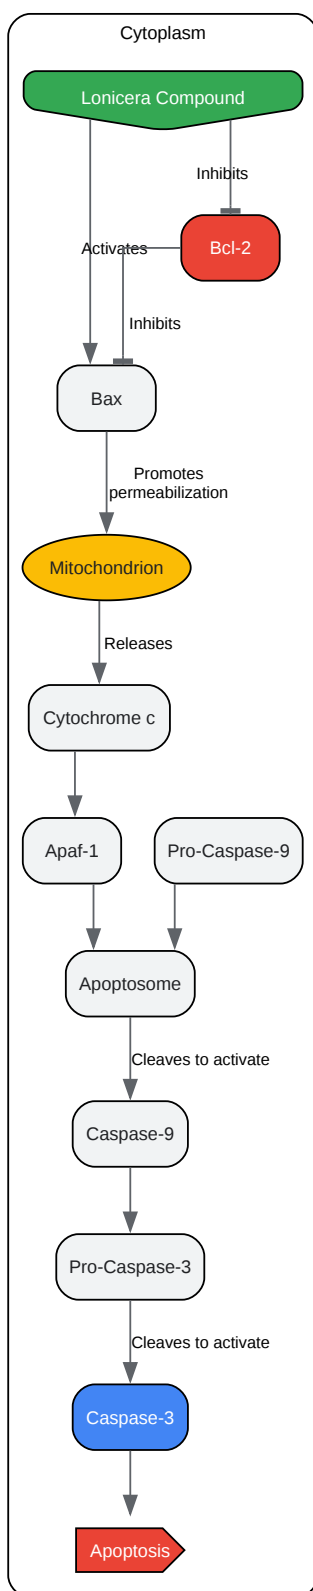 Cytoplasm
Lonicera Compound
Inhibits
Bcl-2
Activates
Inhibits
Bax
Promotes
permeabilization
Mitochondrion
Releases
Cytochrome c
Apaf-1
Pro-Caspase-9
Apoptosome
Cleaves to activate
Caspase-9
Pro-Caspase-3
Cleaves to activate
Caspase-3
Apoptosis